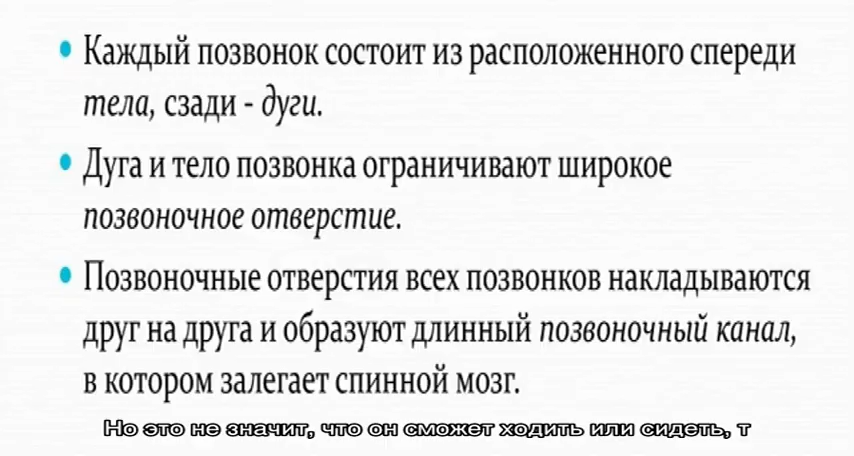 • Каждый позвонок состоит из расположенного спереди
тела, сзади - дуги.
• Дуга и тело позвонка ограничивают широкое
позвоночное отверстие.
• Позвоночные отверстия всех позвонков накладываются
друг на друга и образуют длинный позвоночный канал,
в котором залегает спинной мозг.
Но это не значит, что он сможет ходить или сидеть, т